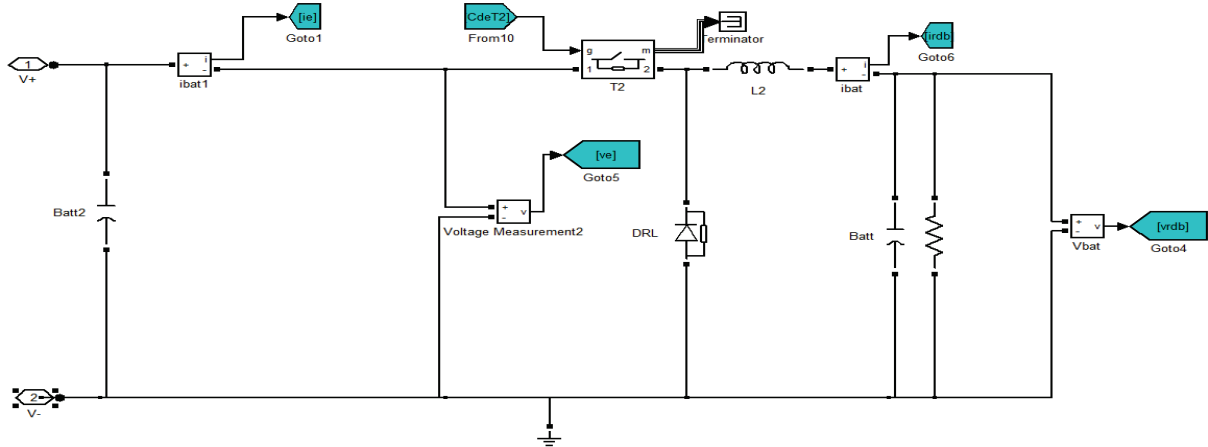 [ie]
Goto1
CdeT2]
From10
Terminator
Tirdb
Goto6
1
V+
+
i
-
ibat1
g
m
1
2
T2
L2
+
i
-
ibat
[ve]
Goto5
Batt2
+
-
v
Voltage Measurement2
DRL
Batt
+
-
v
Vbat
[vrdb]
Goto4
2
V-